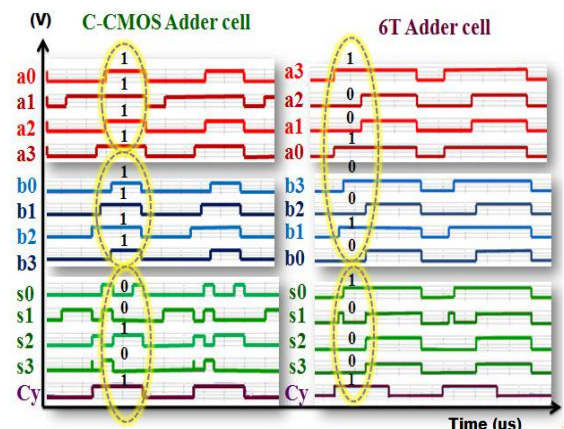 (V) C-CMOS Adder cell 6T Adder cell
1 1
a0 a3
1 0
a1 a2
1 0
a2 a1
1 1
a3 a0
0
1
b0 b3 1
1
b1 b2 0
1
b2 b1 1
1
b3 b0 0
s0 0 s0 1
s1 0 s1 0
s2 1 s2 0
s3 0 s3 0
Cy 1 Cy 1
Time (us)